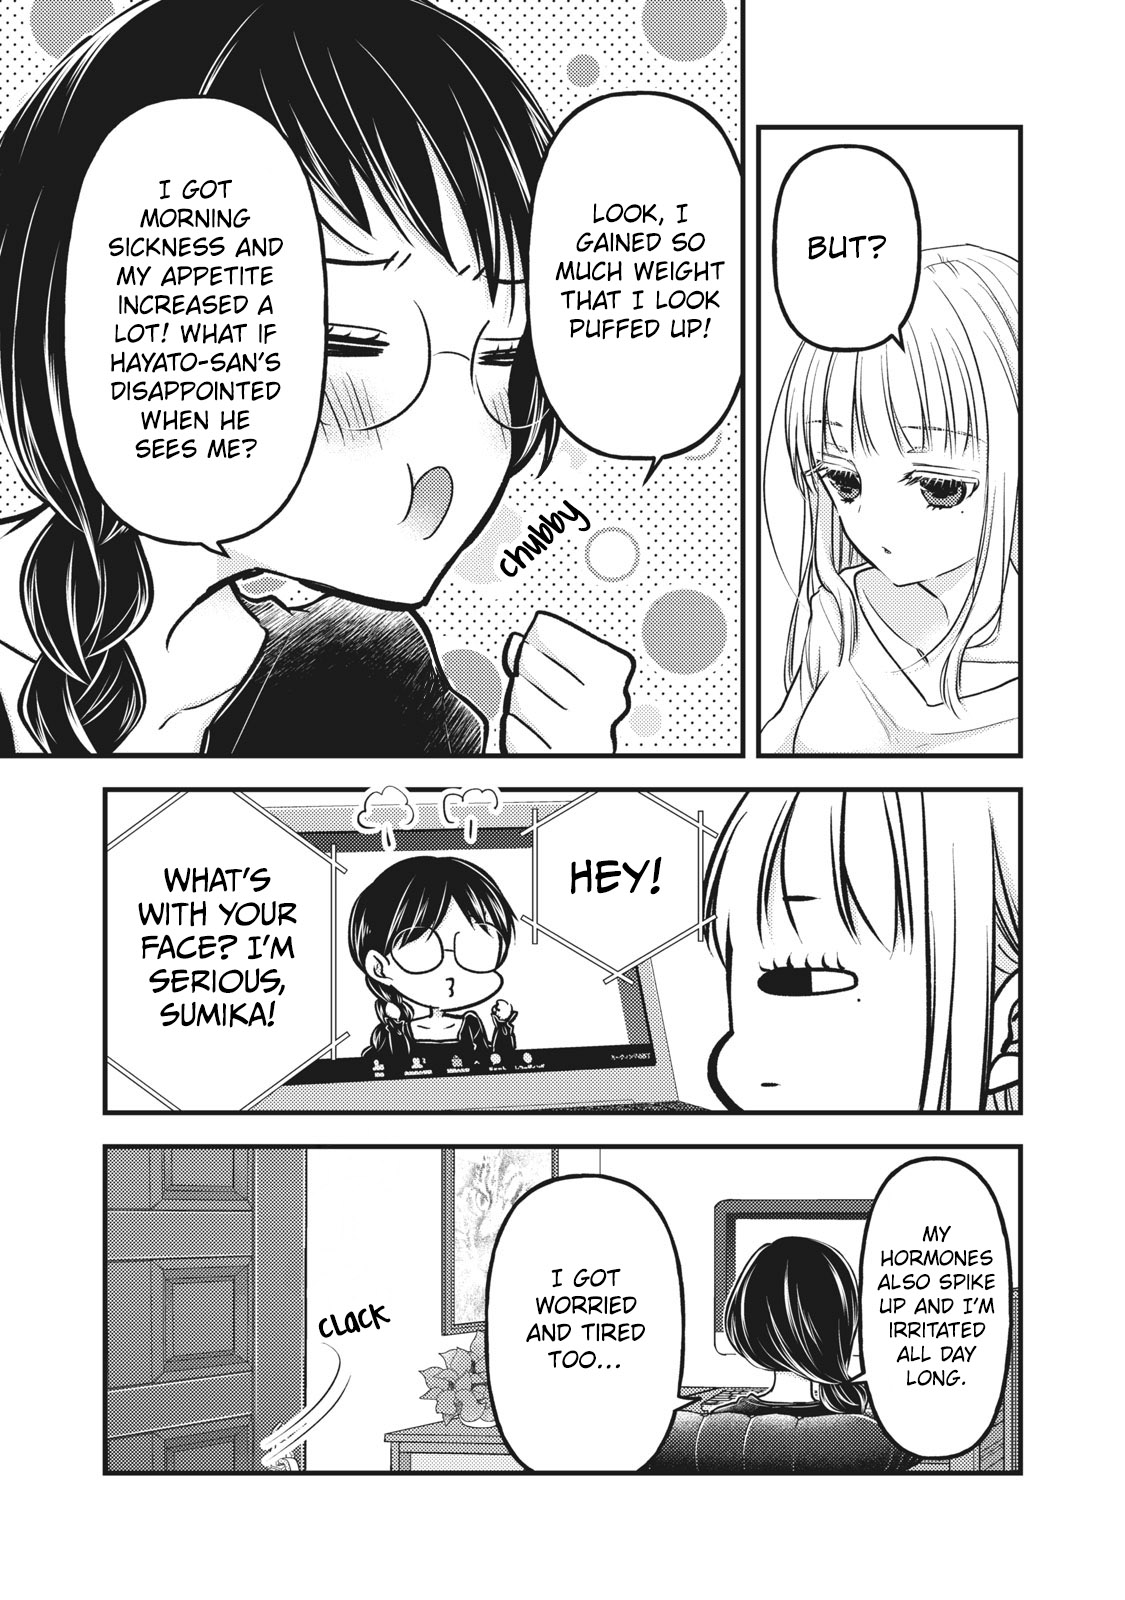 BUT?
LOOK, I
GAINED SO
MUCH WEIGHT
THAT I LOOK
PUFFED UP!
chubby
I GOT
MORNING
SICKNESS AND
MY APPETITE
INCREASED A
LOT! WHAT IF
HAYATO-SAN'S
DISAPPOINTED
WHEN HE
SEES ME?
HEY!
WHAT'S
WITH YOUR
FACE? I'M
SERIOUS,
SUMIKA!
MY
HORMONES
ALSO SPIKE
UP AND I'M
IRRITATED
ALL DAY
LONG.
I GOT
WORRIED
AND TIRED
TOO...
clack